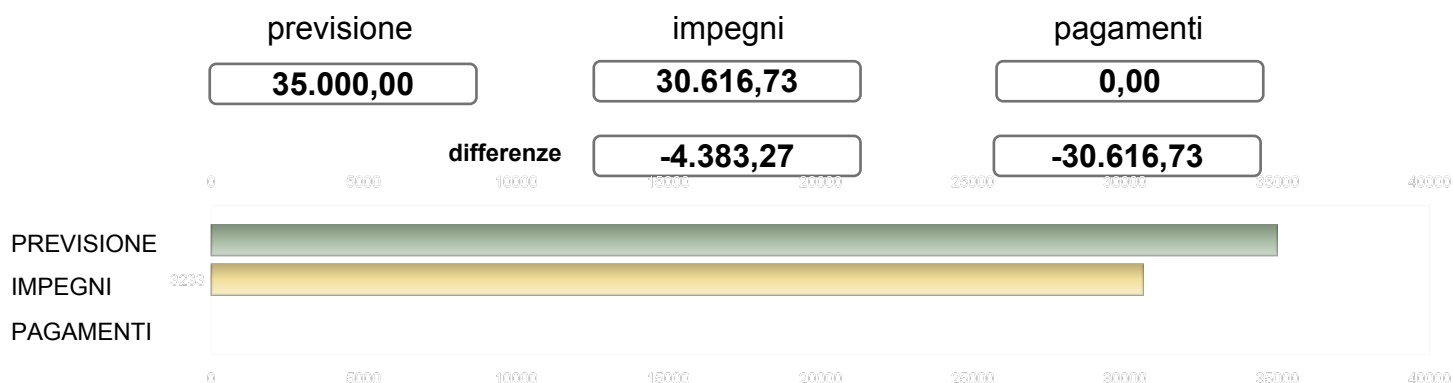 previsione impegni pagamenti
35.000,00 30.616,73 0,00
differenze -4.383,27 -30.616,73
0 5000 10000 15000 20000 25000 30000 35000 40000
PREVISIONE
3233
IMPEGNI
PAGAMENTI
0 5000 10000 15000 20000 25000 30000 35000 40000